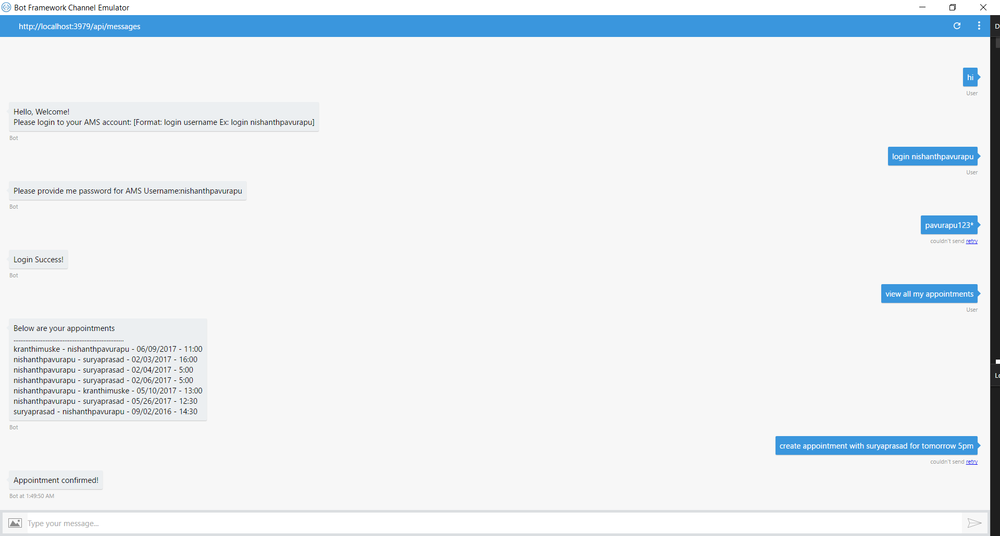 Bot Framework Channel Emulator
http://localhost:3979/api/messages
hi
User
Hello, Welcome!
Please login to your AMS account: [Format: login username Ex: login nishanthpavurapu]
Bot
login nishanthpavurapu
User
Please provide me password for AMS Username:nishanthpavurapu
Bot
pavurapu123*
couldn't send retry
Login Success!
Bot
view all my appointments
User
Below are your appointments
.................................................................
kranthimuske - nishanthpavurapu - 06/09/2017 - 11:00
nishanthpavurapu - suryaprasad - 02/03/2017 - 16:00
nishanthpavurapu - suryaprasad - 02/04/2017 - 5:00
nishanthpavurapu - suryaprasad - 02/06/2017 - 5:00
nishanthpavurapu - kranthimuske - 05/10/2017 - 13:00
nishanthpavurapu - suryaprasad - 05/26/2017 - 12:30
suryaprasad - nishanthpavurapu - 09/02/2016 - 14:30
Bot
create appointment with suryaprasad for tomorrow 5pm
couldn't send retry
Appointment confirmed!
Bot at 1:49:50 AM
Type your message...